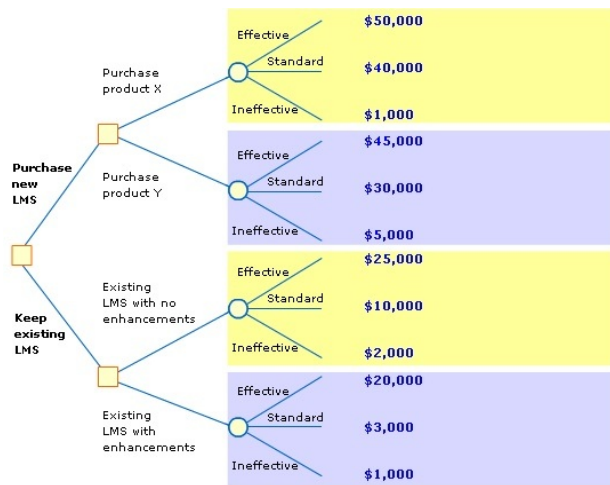 Effective $50,000
Standard $40,000
Purchase
product X
Ineffective $1,000
$45,000
Effective
Purchase
new
LMS
Purchase
product Y
Standard $30,000
Ineffective $5,000
$25,000
Effective
Existing
LMS with no
enhancements
Standard $10,000
Keep
existing
LMS
Ineffective $2,000
$20,000
Effective
Existing
LMS with
enhancements
Standard $3,000
Ineffective $1,000